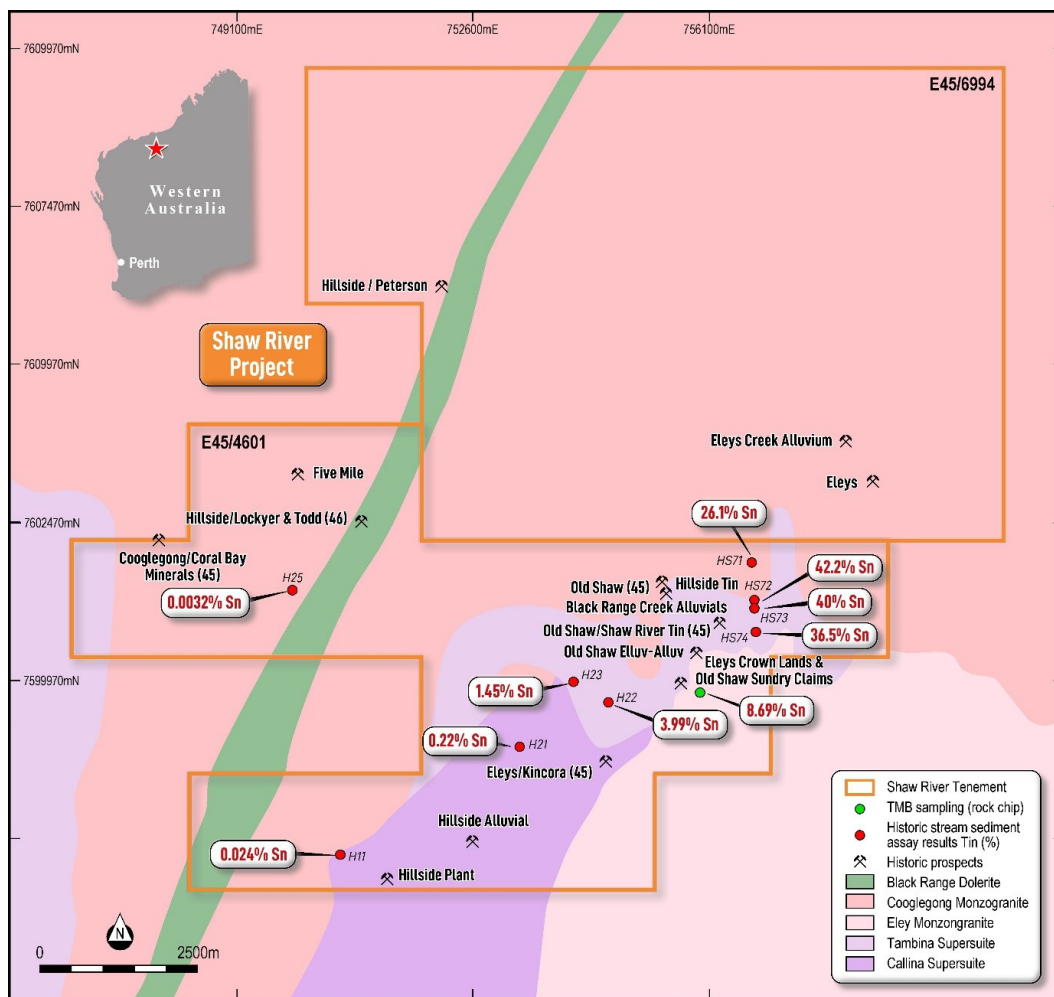 749100mE
752600mE
756100mE
7609970mN
E45/6994
Western
Australia
Perth
7607470mN
Hillside / Peterson
Shaw River
Project
7609970mN
E45/4601
Eleys Creek Alluvium
Five Mile
Eleys
26.1% Sn
Hillside/Lockyer & Todd (46)
7602470mN
Cooglegong/Coral Bay
Minerals (45)
HS71
42.2% Sn
H25
0.0032% Sn
Old Shaw (45)
Hillside Tin
HS72
Black Range Creek Alluvials
HS73
40% Sn
Old Shaw/Shaw River Tin (45)
HS74
36.5% Sn
Old Shaw Elluv-Alluv
Eleys Crown Lands &
Old Shaw Sundry Claims
7599970mN
H23
1.45% Sn
H22
8.69% Sn
3.99% Sn
0.22% Sn
H21
Eleys/Kincora (45)
Hillside Alluvial
0.024% Sn
H11
Hillside Plant
Shaw River Tenement
TMB sampling (rock chip)
Historic stream sediment
assay results Tin (%)
Historic prospects
Black Range Dolerite
Cooglegong Monzogranite
Eley Monzongranite
Tambina Supersuite
Callina Supersuite
N
0
2500m